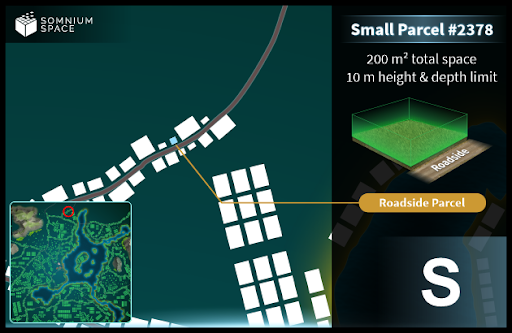 SOMNIUM
SPACE
Small Parcel #2378
200 m² total space
10 m height & depth limit
Roadside
Roadside Parcel
S